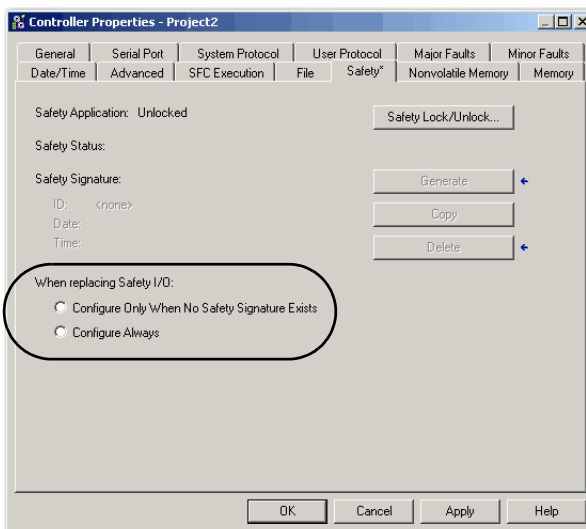 Controller Properties - Project2
General Serial Port System Protocol User Protocol Major Faults Minor Faults
Date/Time Advanced SFC Execution File Safety* Nonvolatile Memory Memory
Safety Application: Unlocked
Safety Lock/Unlock...
Safety Status:
Safety Signature:
Generate
ID: <none>
Copy
Date:
Time:
Delete
When replacing Safety I/O:
Configure Only When No Safety Signature Exists
Configure Always
OK Cancel Apply Help